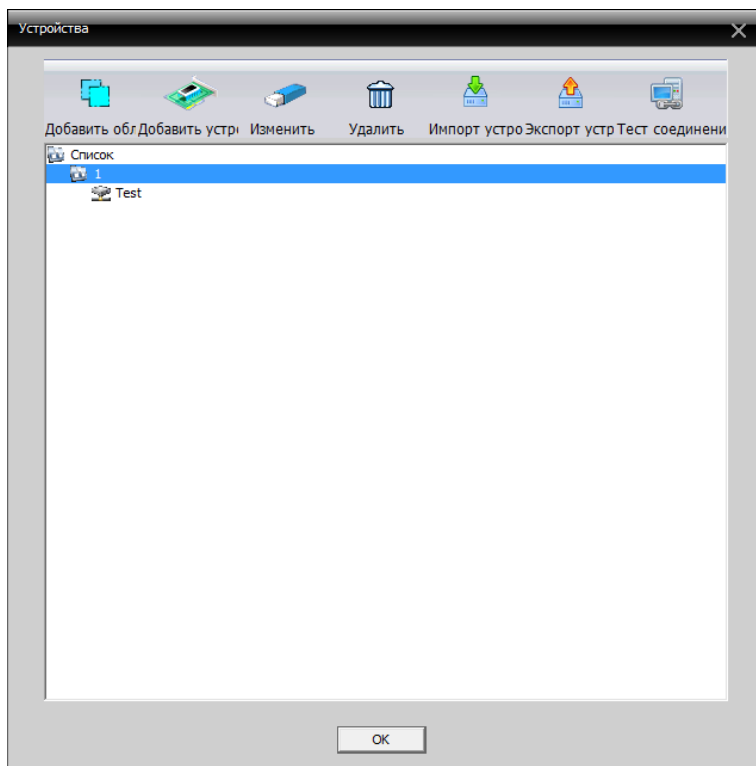 Устройства
Добавить обл Добавить устр Изменить Удалить Импорт устро Экспорт устр Тест соединени
Список
1
Test
OK